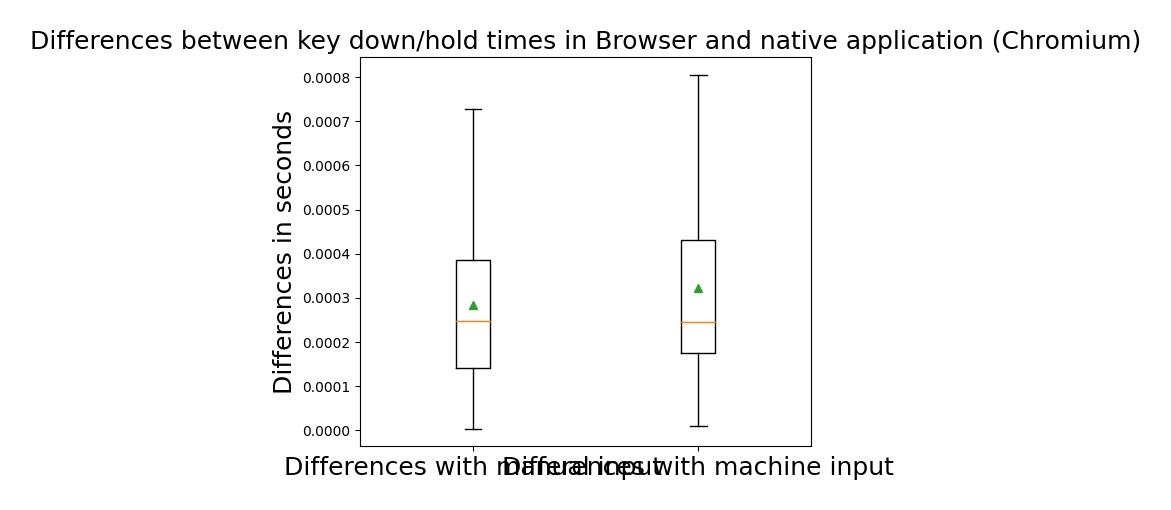 Differences between key down/hold times in Browser and native application (Chromium)
Differences in seconds
0.0008
0.0007
0.0006
0.0005
0.0004
0.0003
0.0002
0.0001
0.0000
Differences with manual input
Differences with machine input